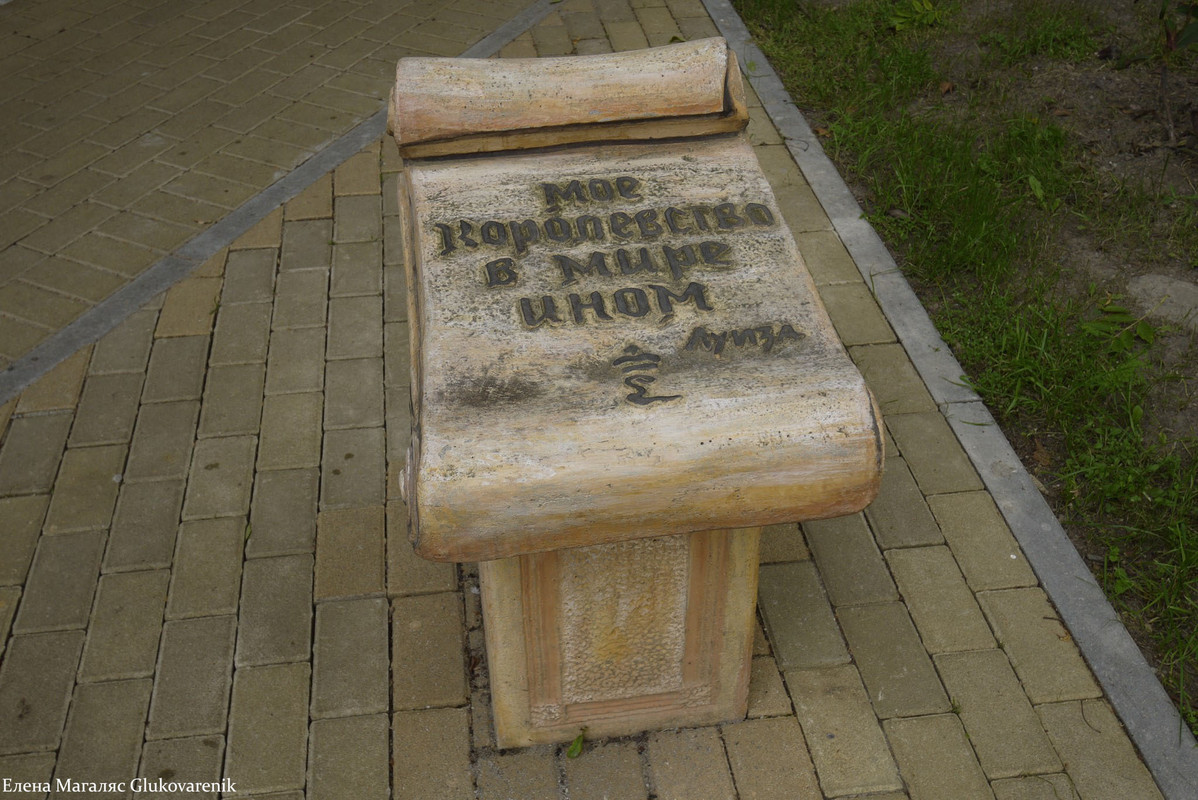 мое
королевство
в мире
ином
Луиза
Елена Магаляс Glukovarenik